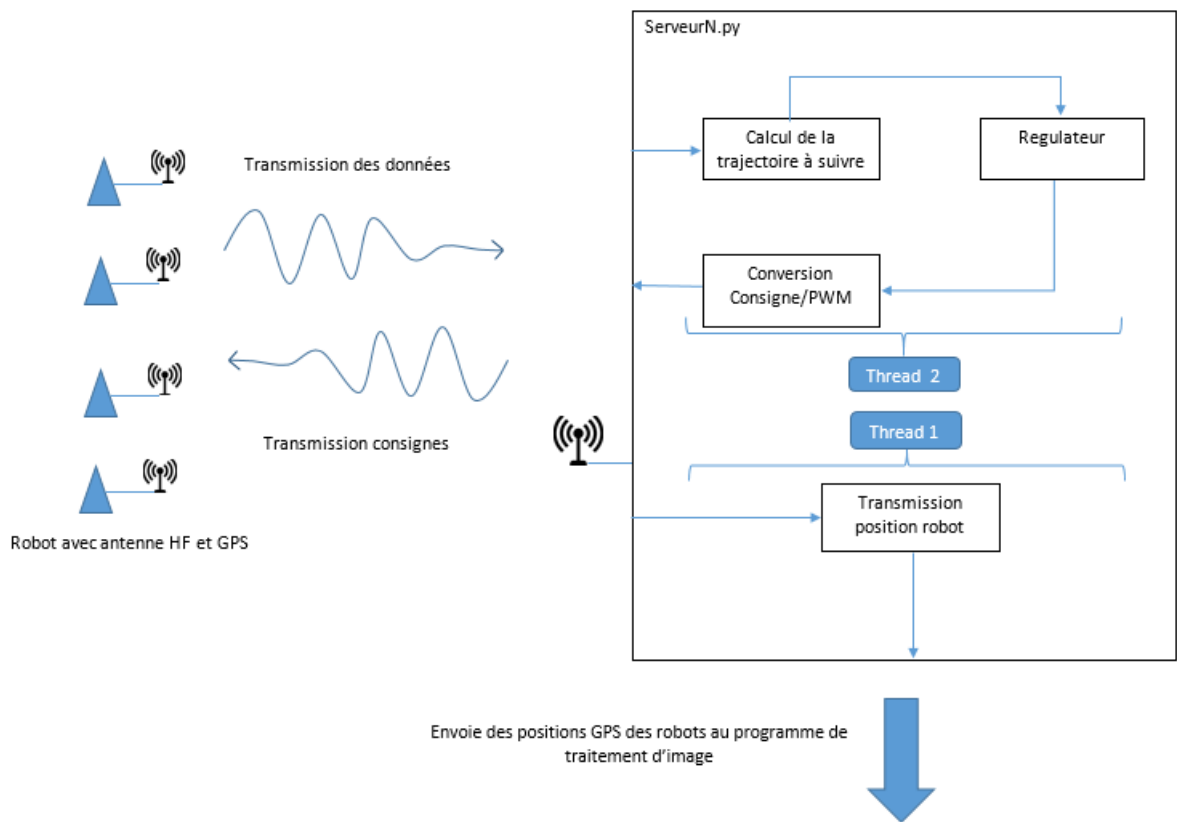 ServeurN.py
Calcul de la
trajectoire à suivre
Regulateur
Transmission des données
Conversion
Consigne/PWM
Thread 2
Thread 1
Transmission consignes
Transmission
position robot
Robot avec antenne HF et GPS
Envoie des positions GPS des robots au programme de
traitement d'image